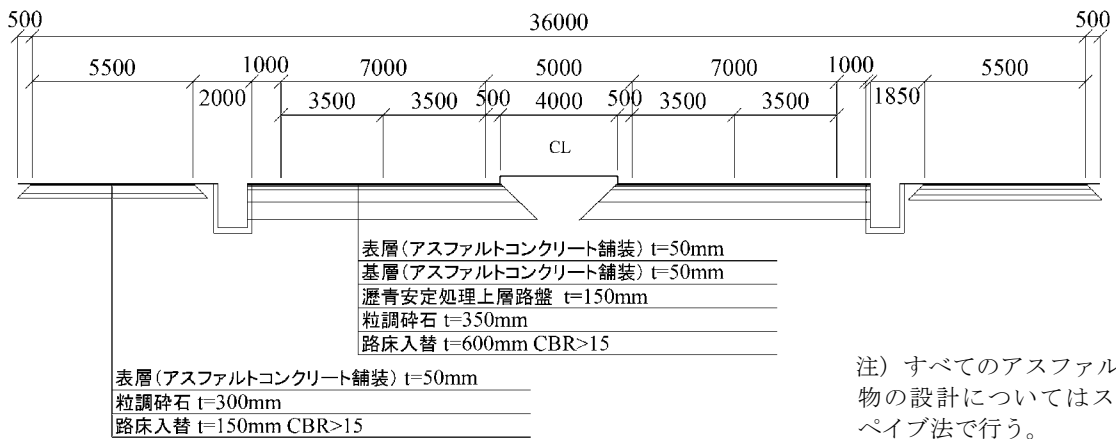 500 36000 500
5500 1000 7000 5000 7000 1000 5500
2000 3500 3500 500 4000 500 3500 3500 1850
CL
表層(アスファルトコンクリート舗装) t=50mm
基層(アスファルトコンクリート舗装) t=50mm
瀝青安定処理上層路盤 t=150mm
粒調砕石 t=350mm
路床入替 t=600mm CBR>15
表層(アスファルトコンクリート舗装) t=50mm
粒調砕石 t=300mm
路床入替 t=150mm CBR>15
注) すべてのアスファル
物の設計についてはス
ペイブ法で行う。